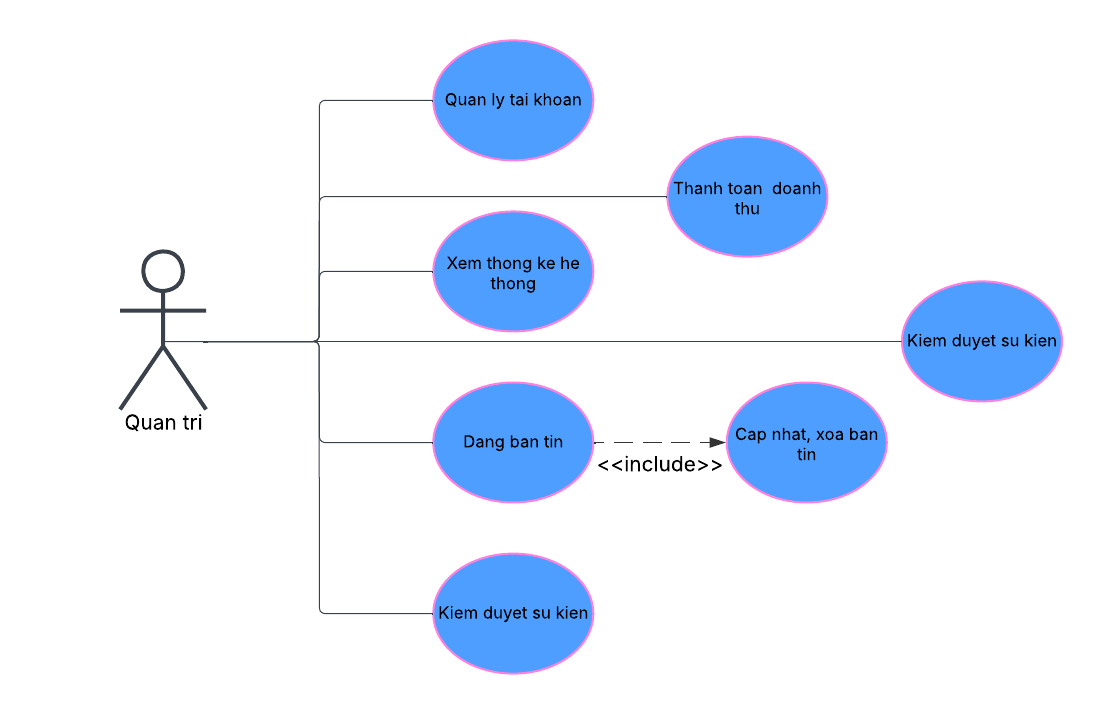 Quan ly tai khoan
Thanh toan  doanh
thu
Xem thong ke he
thong
Kiem duyet su kien
Quan tri
Dang ban tin
<<include>>
Cap nhat, xoa ban
tin
Kiem duyet su kien